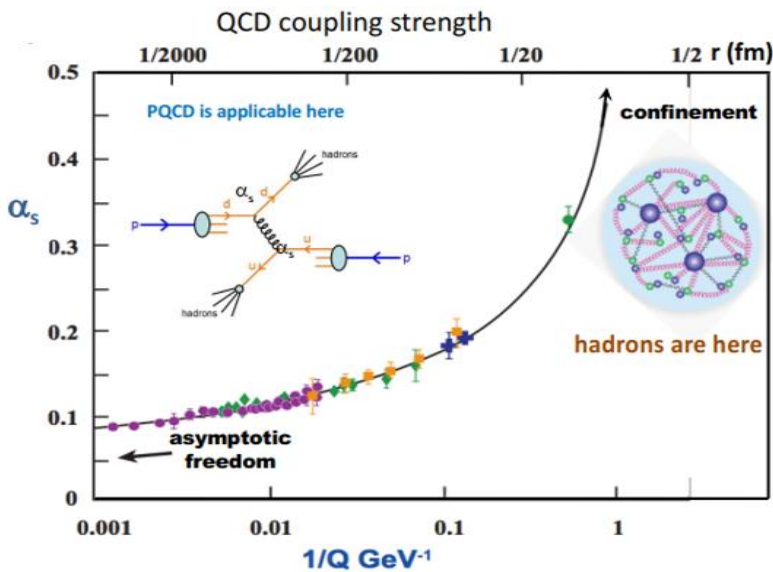 QCD coupling strength
1/2000 1/200 1/20 1/2 r (fm)
0.5
PQCD is applicable here
confinement
hadrons
0.4
αs
d
d
αs
p
0.3
αs
u
p
u
hadrons
0.2
hadrons are here
0.1
asymptotic
freedom
0
0.001 0.01 0.1 1
1/Q GeV⁻¹